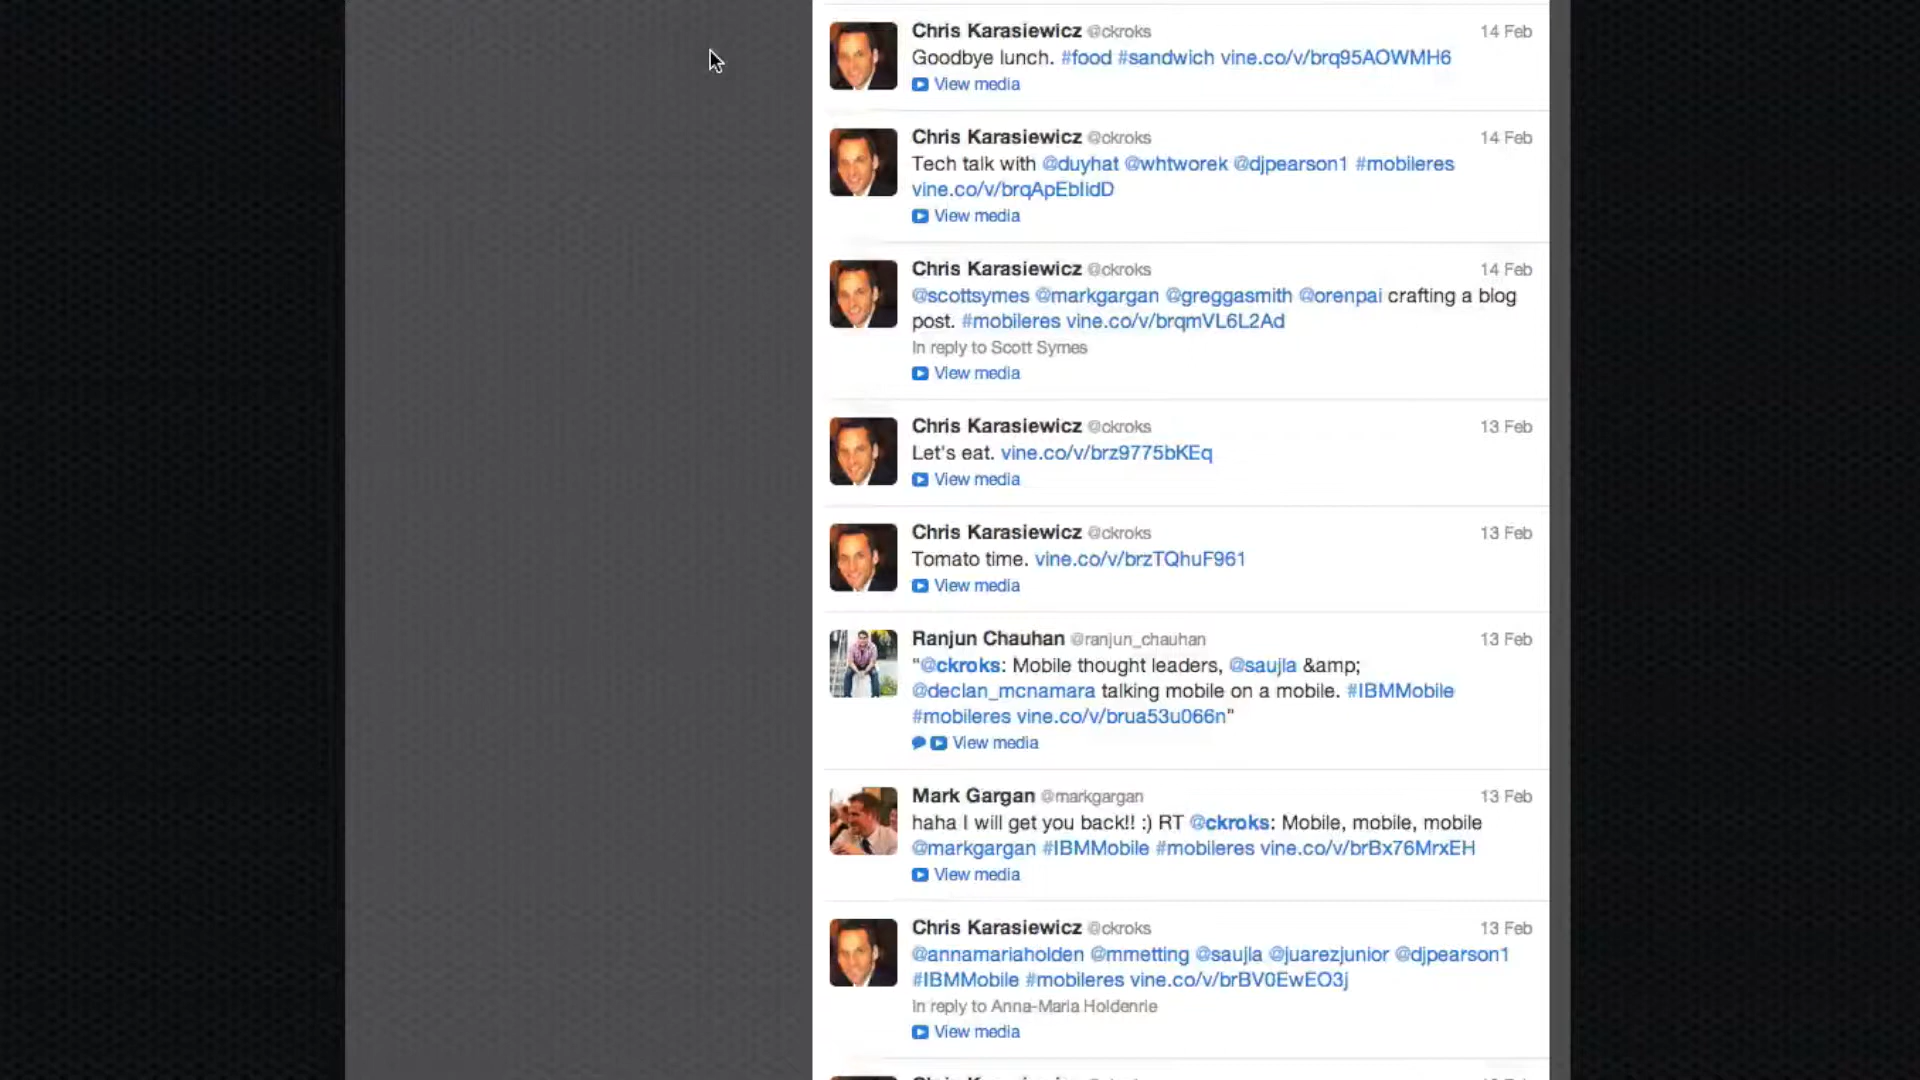 Chris Karasiewicz @ckroks 14 Feb
Goodbye lunch. #food #sandwich vine.co/v/brq95AOWMH6
View media
Chris Karasiewicz @ckroks 14 Feb
Tech talk with @duyhat @whtworek @djpearson1 #mobileres
vine.co/v/brqApEbIidD
View media
Chris Karasiewicz @ckroks 14 Feb
@scottsymes @markgargan @greggasmith @orenpai crafting a blog
post. #mobileres vine.co/v/brqmVL6L2Ad
In reply to Scott Symes
View media
Chris Karasiewicz @ckroks 13 Feb
Let's eat. vine.co/v/brz9775bKEq
View media
Chris Karasiewicz @ckroks 13 Feb
Tomato time. vine.co/v/brzTQhuF961
View media
Ranjun Chauhan @ranjun_chauhan 13 Feb
"@ckroks: Mobile thought leaders, @saujla &amp;
@declan_mcnamara talking mobile on a mobile. #IBMMobile
#mobileres vine.co/v/brua53u066n"
View media
Mark Gargan @markgargan 13 Feb
haha I will get you back!! :) RT @ckroks: Mobile, mobile, mobile
@markgargan #IBMMobile #mobileres vine.co/v/brBx76MrxEH
View media
Chris Karasiewicz @ckroks 13 Feb
@annamariaholden @mmetting @saujla @juarezjunior @djpearson1
#IBMMobile #mobileres vine.co/v/brBV0EwEO3j
In reply to Anna-Maria Holdenrie
View media